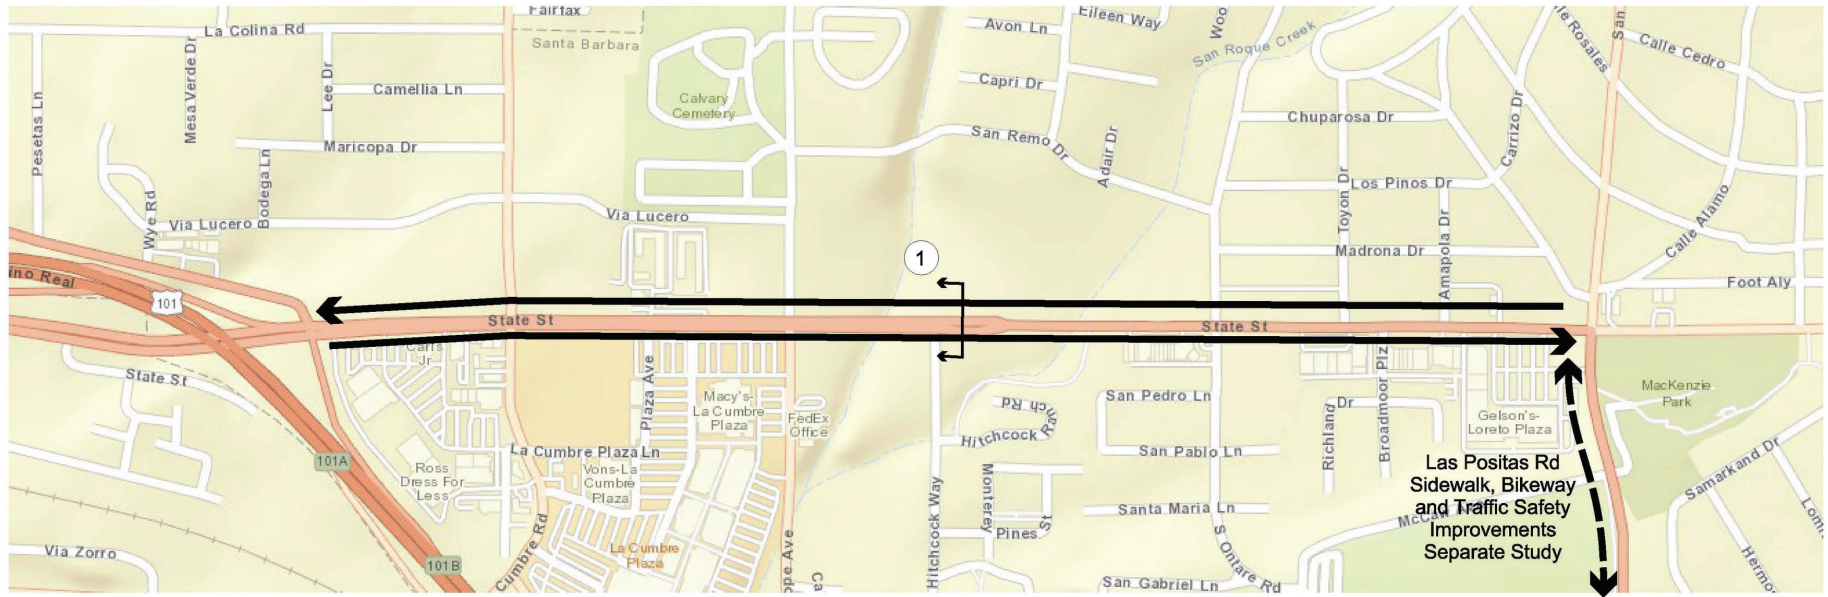 Fairfax
La Colina Rd
Santa Barbara
Mesa Verde Dr
Lee Dr
Pesetas Ln
Camellia Ln
Maricopa Dr
Bodega Ln
Wye Rd
Via Lucero
Via Lucero
Calvary
Cemetery
Avon Ln
Eileen Way
Capri Dr
San Remo Dr
Adair Dr
San Roque Creek
Chuparosa Dr
Carrizo Dr
Los Pinos Dr
Toyon Dr
Madrona Dr
Amapola Dr
Rosales
San
Calle Cedro
Calle Alamo
Foot Aly
Real
101
1
State St
State St
Carl's
Jr
State St
Plaza Ave
Macy's-
La Cumbre
Plaza
FedEx
Office
La Cumbre Plaza Ln
Ross
Dress For
Less
Vons-La
Cumbre
Plaza
La Cumbre
Plaza
Cumbre Rd
101A
101B
Via Zorro
Ave
Hitchcock Way
Hitchcock Ranch Rd
Monterey
Pines
St
San Pedro Ln
San Pablo Ln
Santa Maria Ln
San Gabriel Ln
S Ontare Rd
Richland
Dr
Broadmoor Plz
Gelson's-
Loreto Plaza
MacKenzie
Park
Samarkand Dr
Las Positas Rd
Sidewalk, Bikeway
and Traffic Safety
Improvements
Separate Study